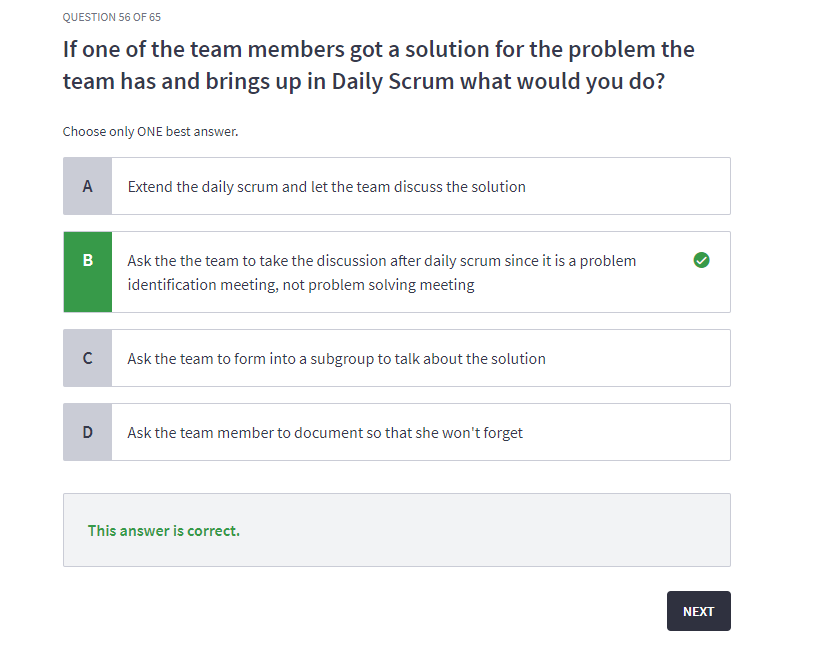 QUESTION 56 OF 65
If one of the team members got a solution for the problem the
team has and brings up in Daily Scrum what would you do?
Choose only ONE best answer.
A
Extend the daily scrum and let the team discuss the solution
B
Ask the the team to take the discussion after daily scrum since it is a problem
identification meeting, not problem solving meeting
C
Ask the team to form into a subgroup to talk about the solution
D
Ask the team member to document so that she won't forget
This answer is correct.
NEXT